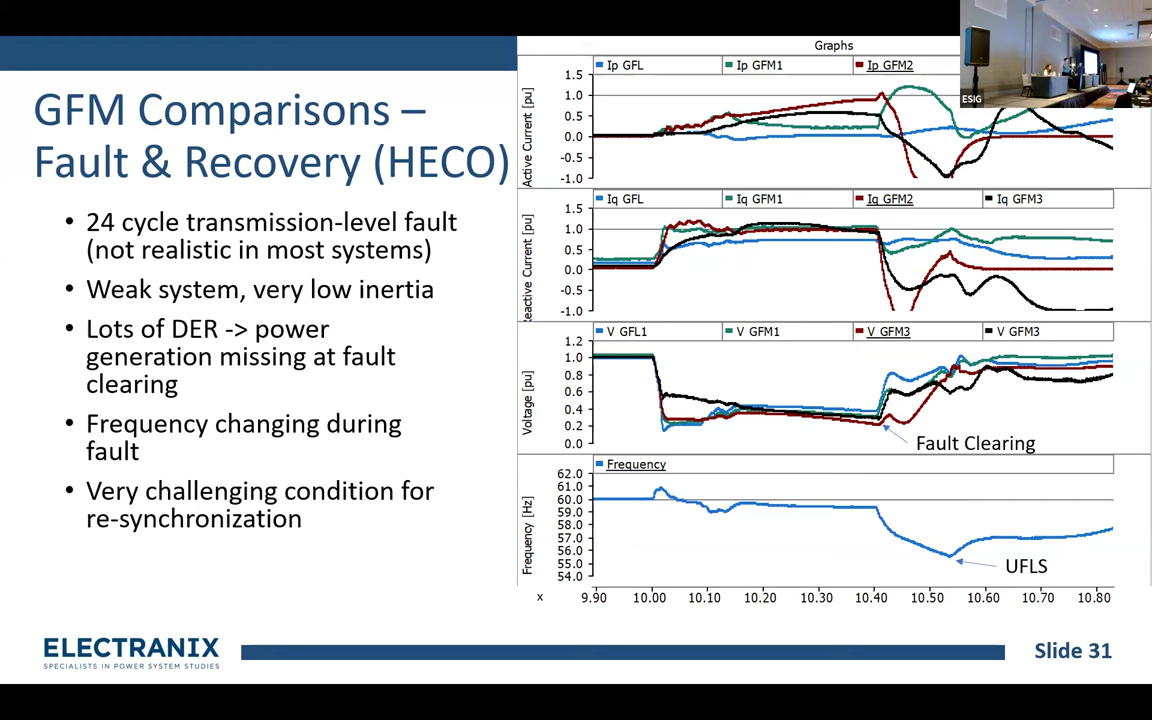 GFM Comparisons –
Fault & Recovery (HECO)
• 24 cycle transmission-level fault
(not realistic in most systems)
• Weak system, very low inertia
• Lots of DER -> power
generation missing at fault
clearing
• Frequency changing during
fault
• Very challenging condition for
re-synchronization
Graphs
Ip GFL Ip GFM1 Ip GFM2
Active Current [pu]
1.5
1.0
0.5
0.0
-0.5
-1.0
Iq GFL Iq GFM1 Iq GFM2 Iq GFM3
Reactive Current [pu]
1.5
1.0
0.5
0.0
-0.5
-1.0
V GFL1 V GFM1 V GFM3 V GFM3
Voltage [pu]
1.2
1.0
0.8
0.6
0.4
0.2
0.0
Fault Clearing
Frequency
Frequency [Hz]
62.0
61.0
60.0
59.0
58.0
57.0
56.0
55.0
54.0
UFLS
x 9.90 10.00 10.10 10.20 10.30 10.40 10.50 10.60 10.70 10.80
ESIG
ELECTRANIX
SPECIALISTS IN POWER SYSTEM STUDIES
Slide 31